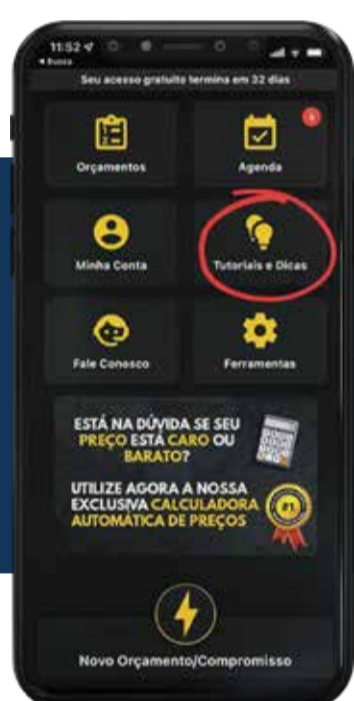 11:52
Busca
Seu acesso gratuito termina em 32 dias
Orçamentos
Agenda
Minha Conta
Tutoriais e Dicas
Fale Conosco
Ferramentas
ESTÁ NA DÚVIDA SE SEU
PREÇO ESTÁ CARO OU
BARATO?
UTILIZE AGORA A NOSSA
EXCLUSIVA CALCULADORA
AUTOMÁTICA DE PREÇOS
#1
Novo Orçamento/Compromisso